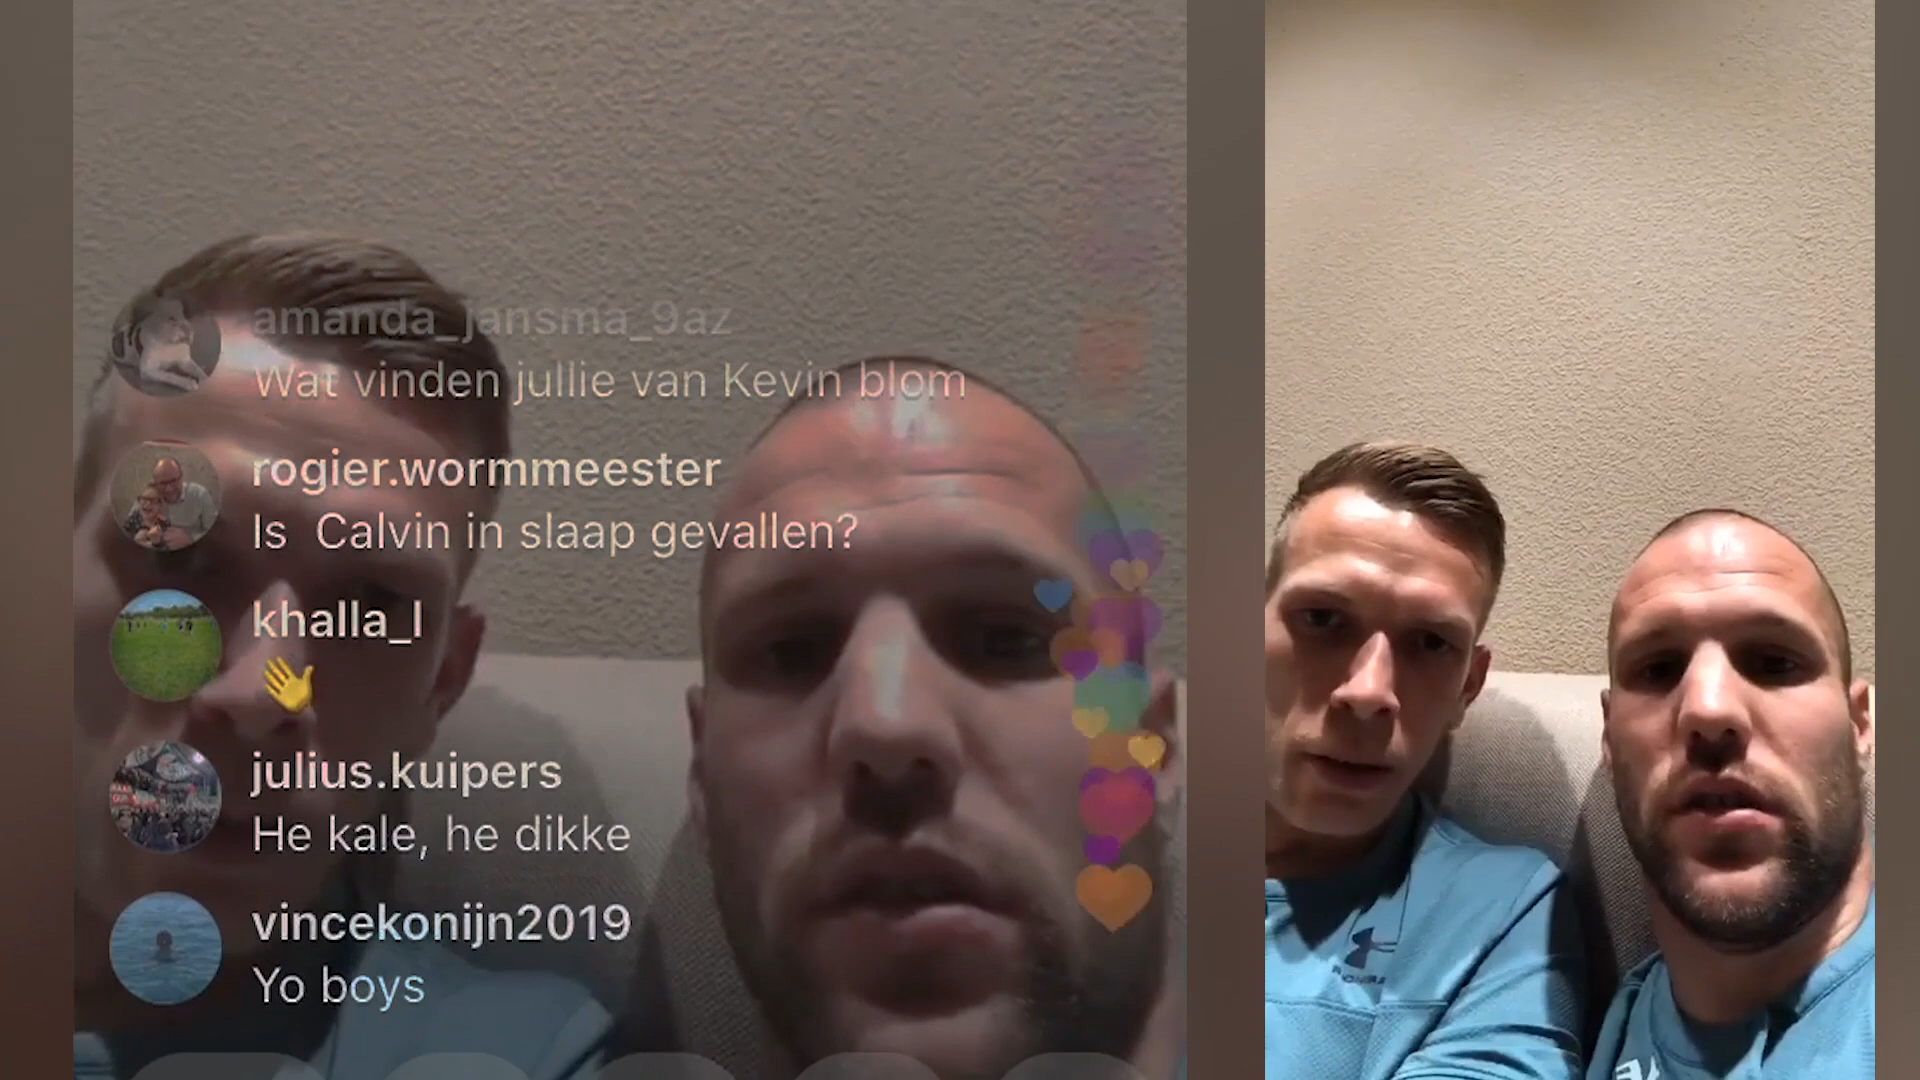 amanda_jansma_9az
Wat vinden jullie van Kevin blom
rogier.wormmeester
Is  Calvin in slaap gevallen?
khalla_l
👋
julius.kuipers
He kale, he dikke
vincekonijn2019
Yo boys